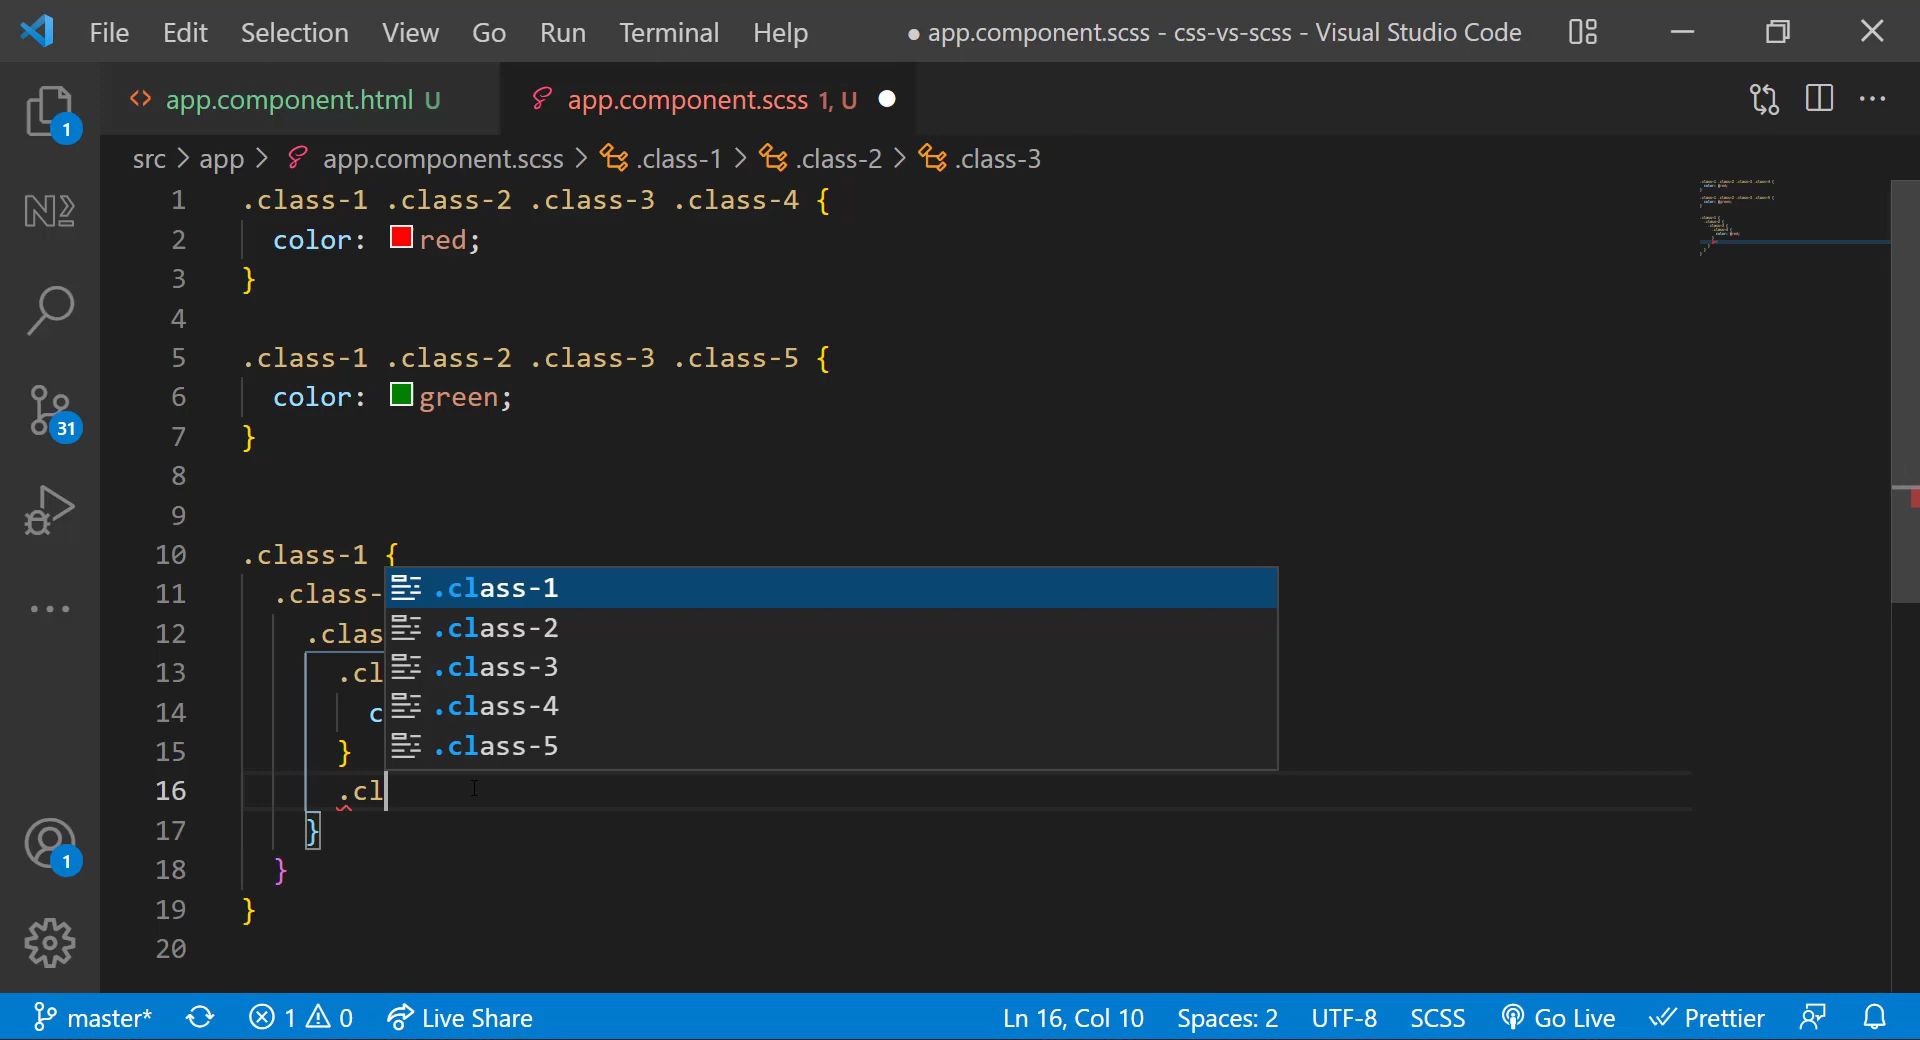 File Edit Selection View Go Run Terminal Help ● app.component.scss - css-vs-scss - Visual Studio Code
app.component.html U app.component.scss 1, U
1
src > app > app.component.scss > .class-1 > .class-2 > .class-3
1 .class-1 .class-2 .class-3 .class-4 {
2 color: red;
3 }
4
5 .class-1 .class-2 .class-3 .class-5 {
6 color: green;
7 }
8
9
10 .class-1 {
11 .class-
12 .clas
13 .cl
14 c
15 }
16 .cl
17 }
18 }
19 }
20
.class-1
.class-2
.class-3
.class-4
.class-5
31
1
master* 1 0 Live Share Ln 16, Col 10 Spaces: 2 UTF-8 SCSS Go Live Prettier